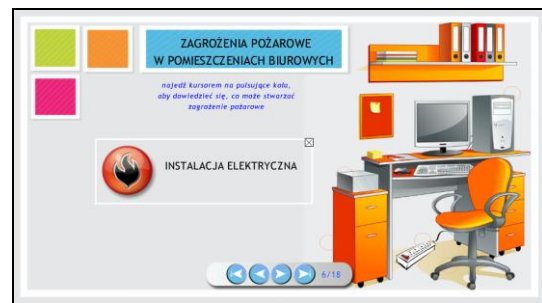 ZAGROŻENIA POŻAROWE
W POMIESZCZENIACH BIUROWYCH
najedź kursorem na pulsujące koła,
aby dowiedzieć się, co może stwarzać
zagrożenie pożarowe
INSTALACJA ELEKTRYCZNA
6/18